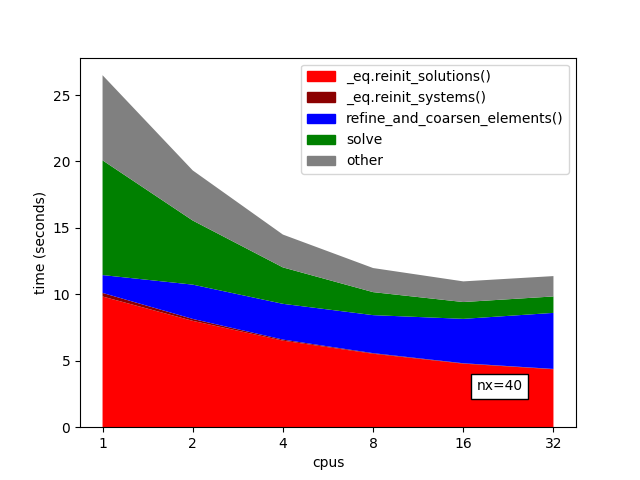 _eq.reinit_solutions()
_eq.reinit_systems()
refine_and_coarsen_elements()
solve
other
time (seconds)
25
20
15
10
5
0
nx=40
1 2 4 8 16 32
cpus